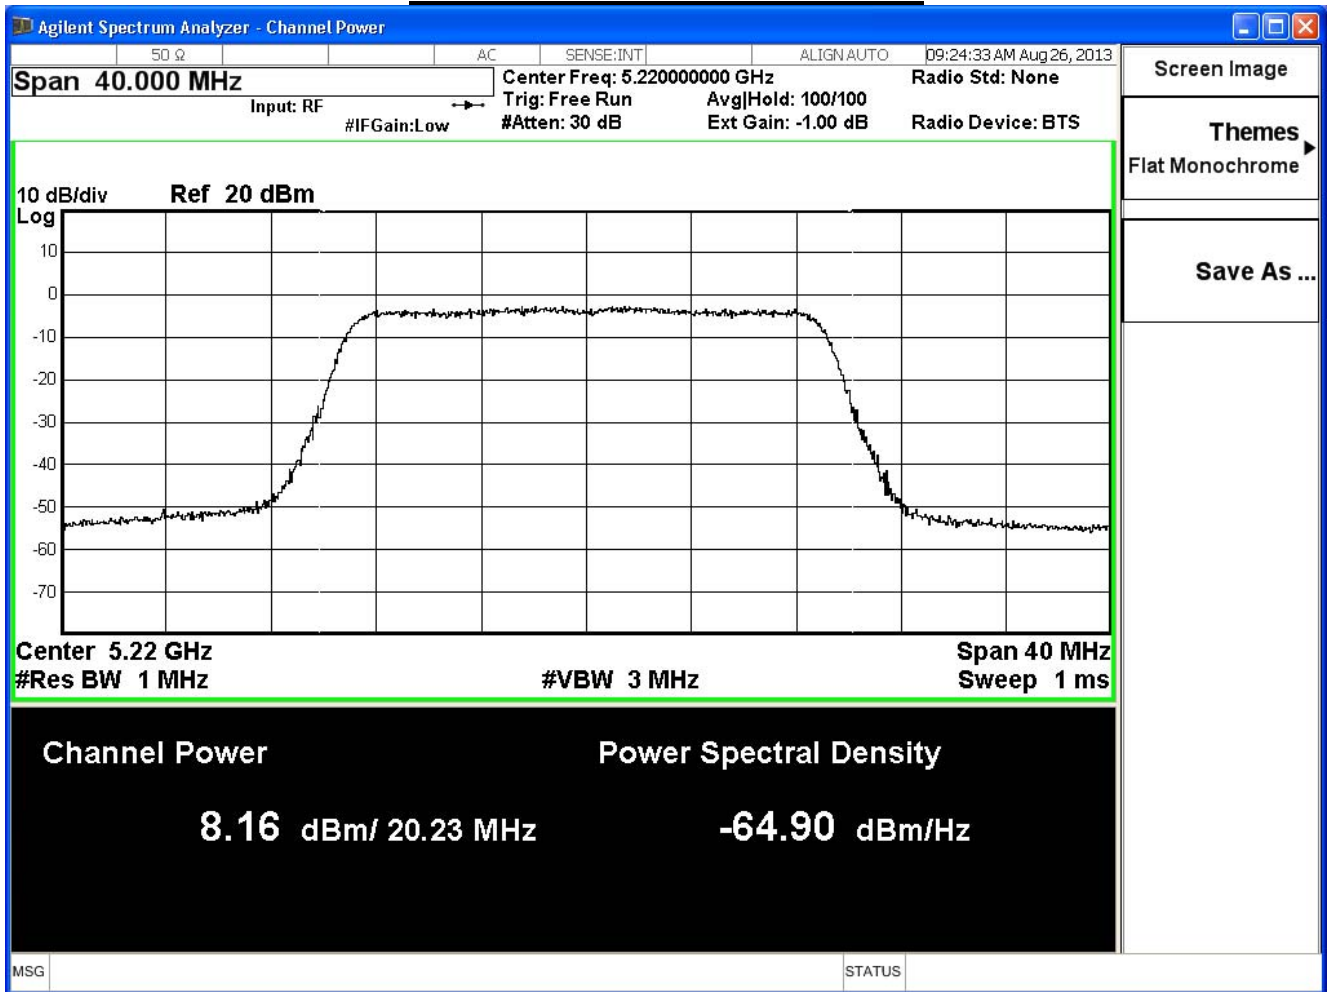 Agilent Spectrum Analyzer - Channel Power
50 Ω AC SENSE:INT ALIGN AUTO 09:24:33 AM Aug 26, 2013
Span 40.000 MHz
Input: RF
#IFGain:Low
Center Freq: 5.220000000 GHz
Trig: Free Run Avg|Hold: 100/100
#Atten: 30 dB Ext Gain: -1.00 dB
Radio Std: None
Radio Device: BTS
Screen Image
Themes
Flat Monochrome
Save As ...
10 dB/div Ref 20 dBm
Log
10
0
-10
-20
-30
-40
-50
-60
-70
Center 5.22 GHz Span 40 MHz
#Res BW 1 MHz #VBW 3 MHz Sweep 1 ms
Channel Power Power Spectral Density
8.16 dBm/ 20.23 MHz -64.90 dBm/Hz
MSG STATUS